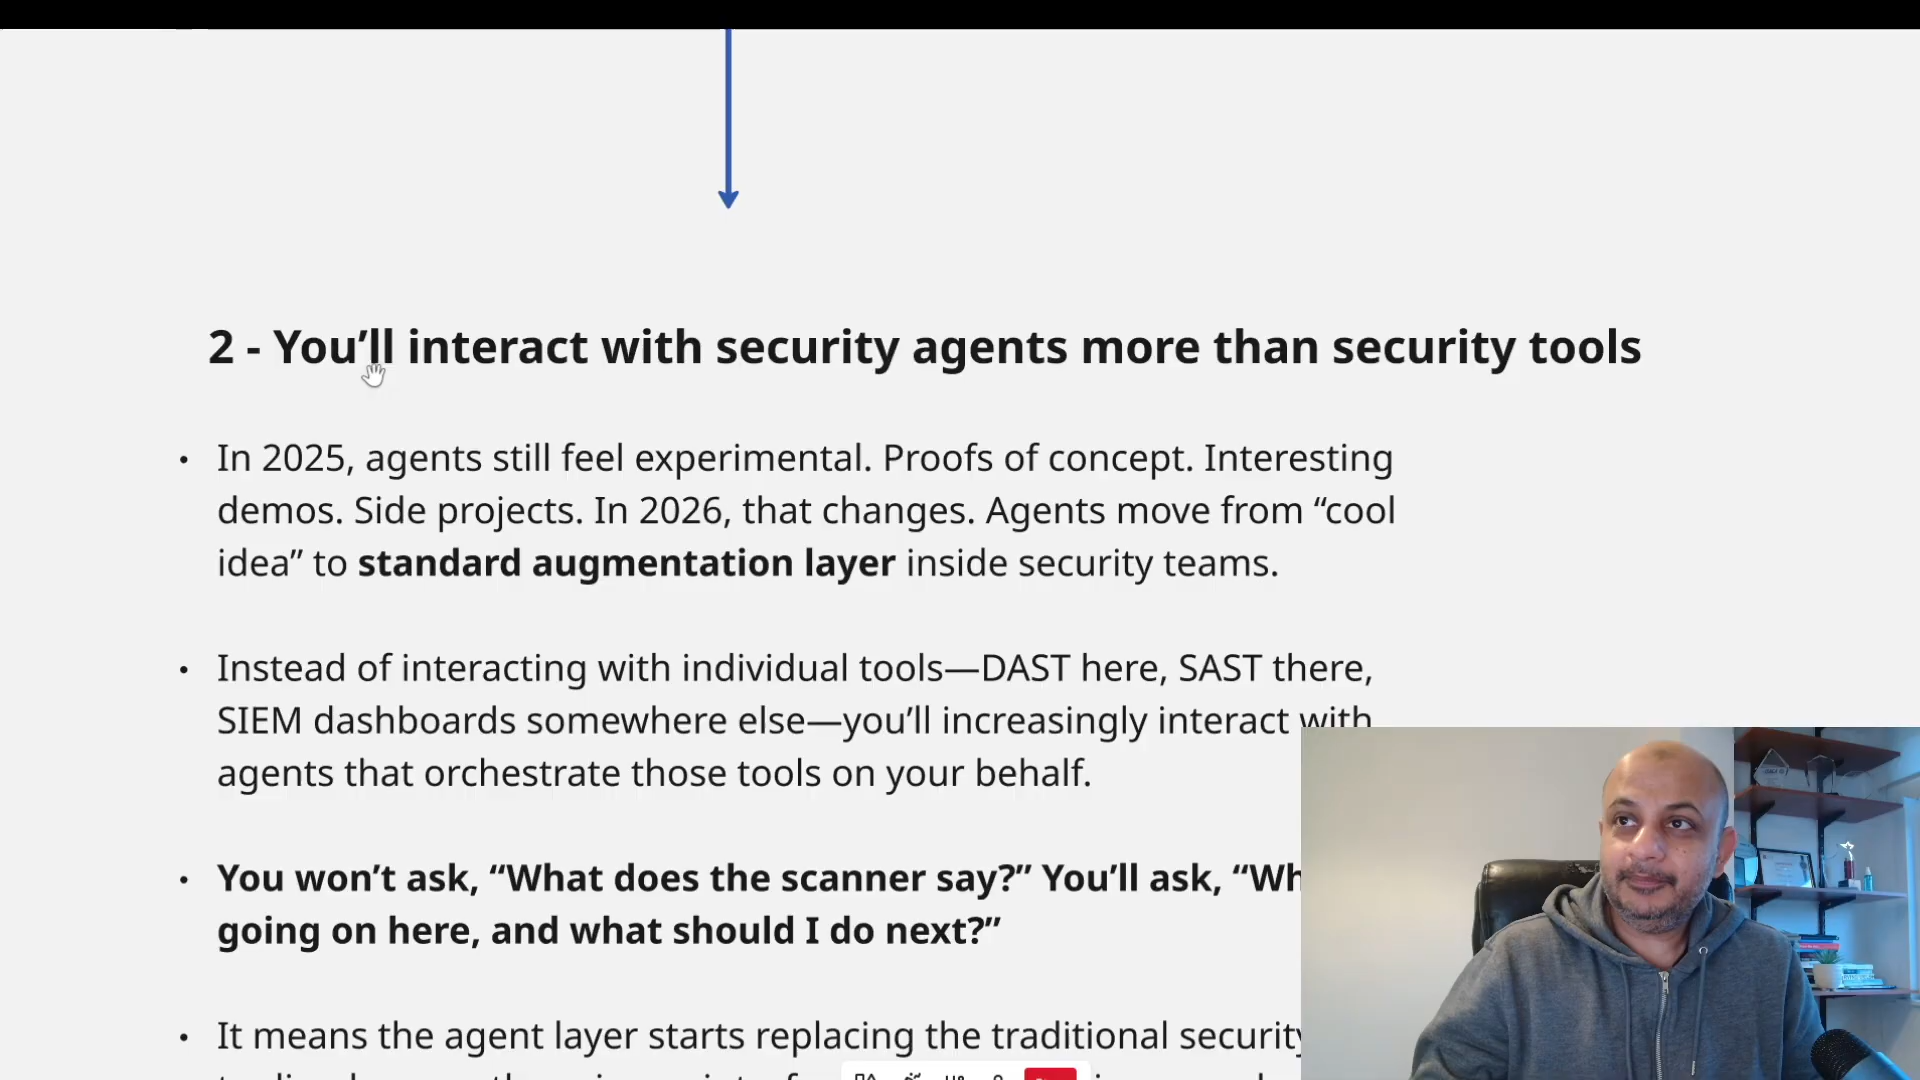 2 - You’ll interact with security agents more than security tools
• In 2025, agents still feel experimental. Proofs of concept. Interesting
demos. Side projects. In 2026, that changes. Agents move from “cool
idea” to standard augmentation layer inside security teams.
• Instead of interacting with individual tools—DAST here, SAST there,
SIEM dashboards somewhere else—you’ll increasingly interact with
agents that orchestrate those tools on your behalf.
• You won’t ask, “What does the scanner say?” You’ll ask,
going on here, and what should I do next?”
• It means the agent layer starts replacing the traditional security